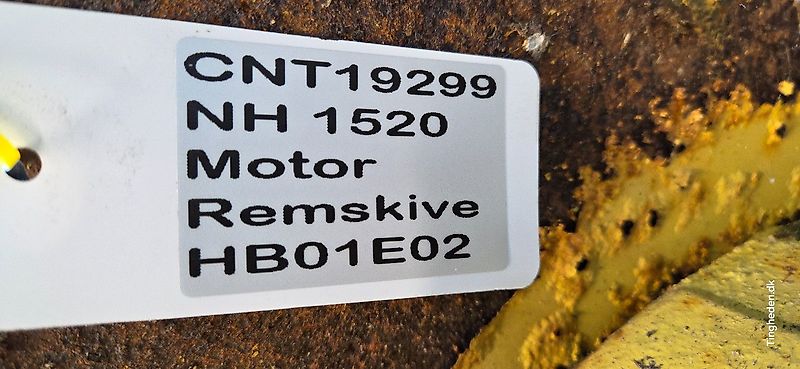 CNT19299
NH 1520
Motor
Remskive
HB01E02
Tingheden.dk